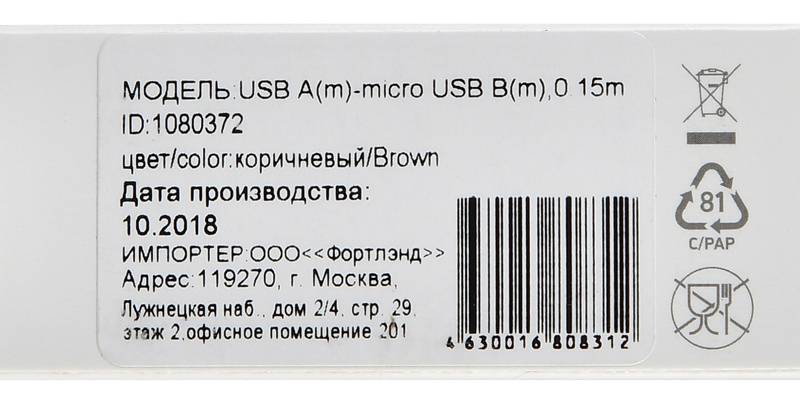 МОДЕЛЬ:USB A(m)-micro USB B(m),0.15m
ID:1080372
цвет/color:коричневый/Brown
Дата производства:
10.2018
ИМПОРТЕР:ООО<<Фортлэнд>>
Адрес:119270, г. Москва,
Лужнецкая наб., дом 2/4, стр. 29,
этаж 2,офисное помещение 201
4 630016 808312
81
C/PAP